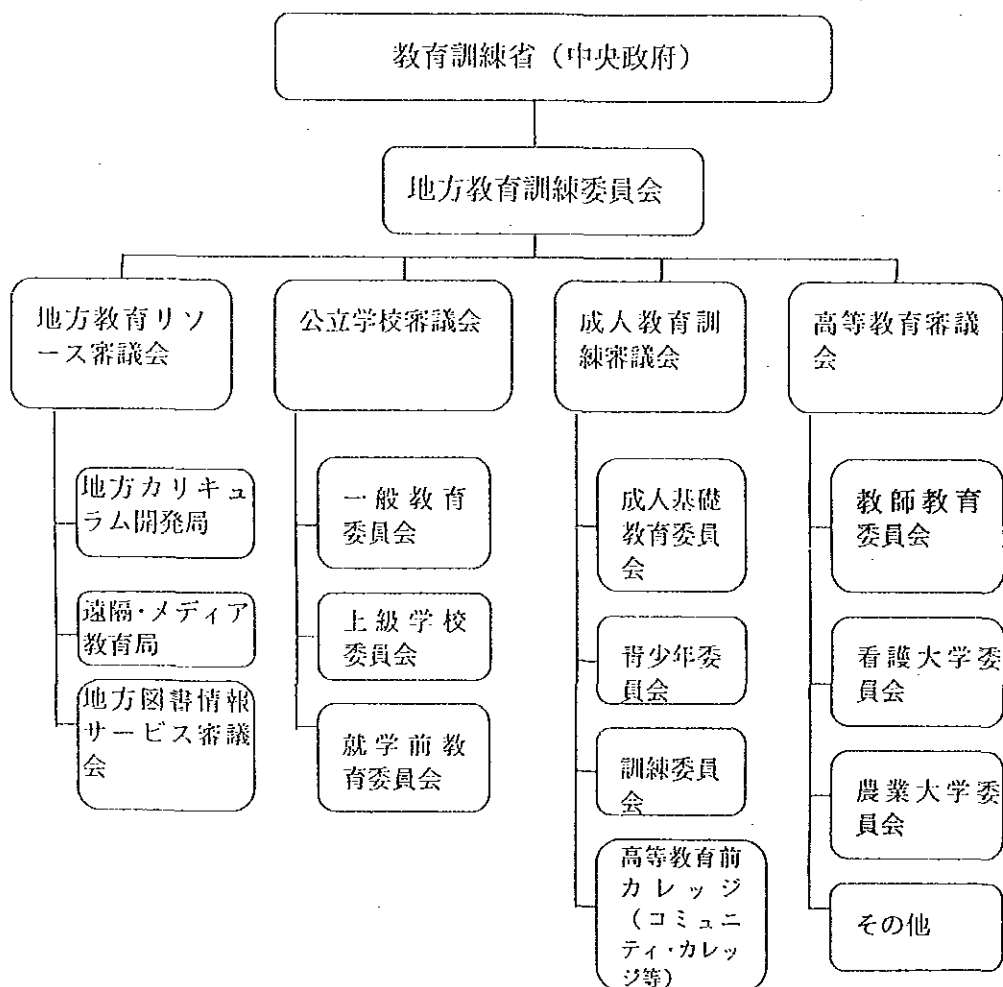 教育訓練省(中央政府)
地方教育訓練委員会
地方教育リソ
ース審議会
公立学校審議会
成人教育訓
練審議会
高等教育審議
会
地方カリキュ
ラム開発局
遠隔・メディア
教育局
地方図書情報
サービス審議
会
一般教育
委員会
上級学校
委員会
就学前教
育委員会
成人基礎
教育委員
会
青少年委
員会
訓練委員
会
高等教育前
カレッジ
(コミュニ
ティ・カレッ
ジ等)
教師教育
委員会
看護大学委
員会
農業大学委
員会
その他